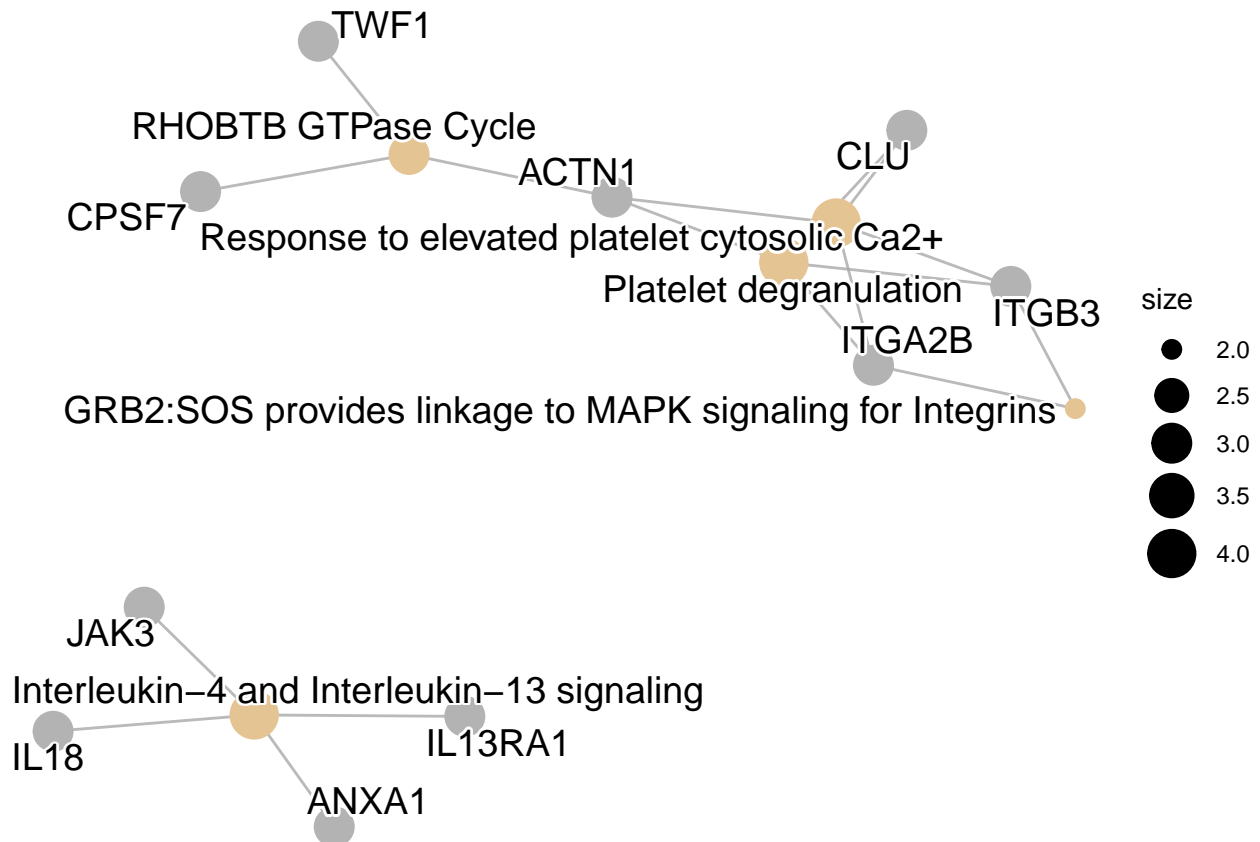 TWF1
RHOBTB GTPase Cycle
CLU
ACTN1
CPSF7
Response to elevated platelet cytosolic Ca2+
Platelet degranulation
ITGB3
ITGA2B
GRB2:SOS provides linkage to MAPK signaling for Integrins
size
2.0
2.5
3.0
3.5
4.0
JAK3
Interleukin−4 and Interleukin−13 signaling
IL13RA1
IL18
ANXA1